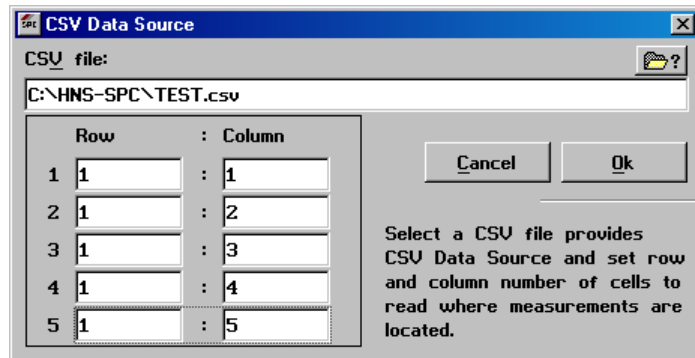 SPC CSV Data Source
CSV file:
?
C:\HNS-SPC\TEST.csv
Row : Column
1 1 : 1
2 1 : 2
3 1 : 3
4 1 : 4
5 1 : 5
Cancel Ok
Select a CSV file provides
CSV Data Source and set row
and column number of cells to
read where measurements are
located.